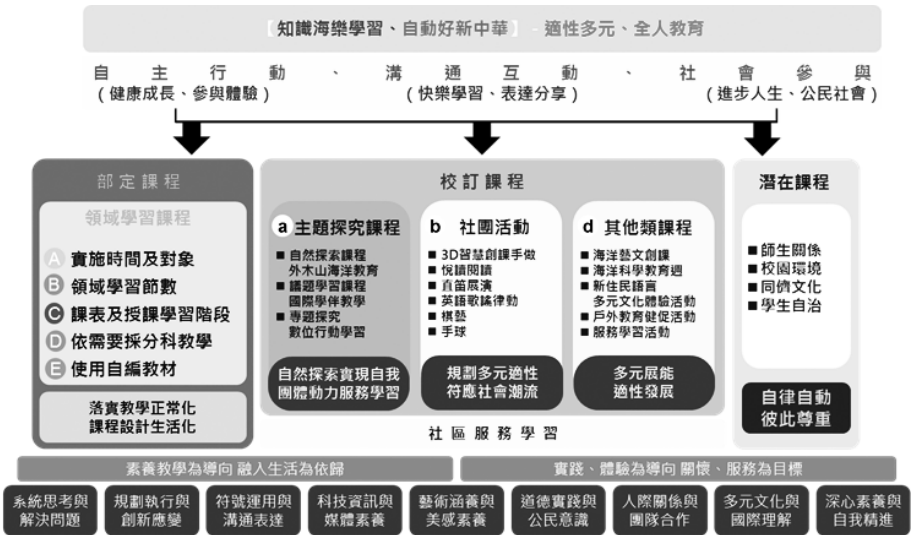 【知識海樂學習、自動好新中華】－適性多元、全人教育
自主行動、溝通互動、社會參與
(健康成長、參與體驗)
(快樂學習、表達分享)
(進步人生、公民社會)
部定課程
領域學習課程
A 實施時間及對象
B 領域學習節數
C 課表及授課學習階段
D 依需要採分科教學
E 使用自編教材
落實教學正常化
課程設計生活化
校訂課程
a 主題探究課程
■ 自然探索課程
外木山海洋教育
■ 議題學習課程
國際學伴教學
■ 專題探究
數位行動學習
自然探索實現自我
團體動力服務學習
b 社團活動
■ 3D智慧創課手做
■ 悅讀閱讀
■ 直笛展演
■ 英語歌謠律動
■ 棋藝
■ 手球
規劃多元適性
符應社會潮流
d 其他類課程
■ 海洋藝文創課
■ 海洋科學教育週
■ 新住民語言
多元文化體驗活動
■ 戶外教育健促活動
■ 服務學習活動
多元展能
適性發展
社區服務學習
潛在課程
■ 師生關係
■ 校園環境
■ 同儕文化
■ 學生自治
自律自動
彼此尊重
素養教學為導向 融人生活為依歸
實踐、體驗為導向 關懷、服務為目標
系統思考與
解決問題
規劃執行與
創新應變
符號運用與
溝通表達
科技資訊與
媒體素養
藝術涵養與
美感素養
道德實踐與
公民意識
人際關係與
團隊合作
多元文化與
國際理解
深心素養與
自我精進